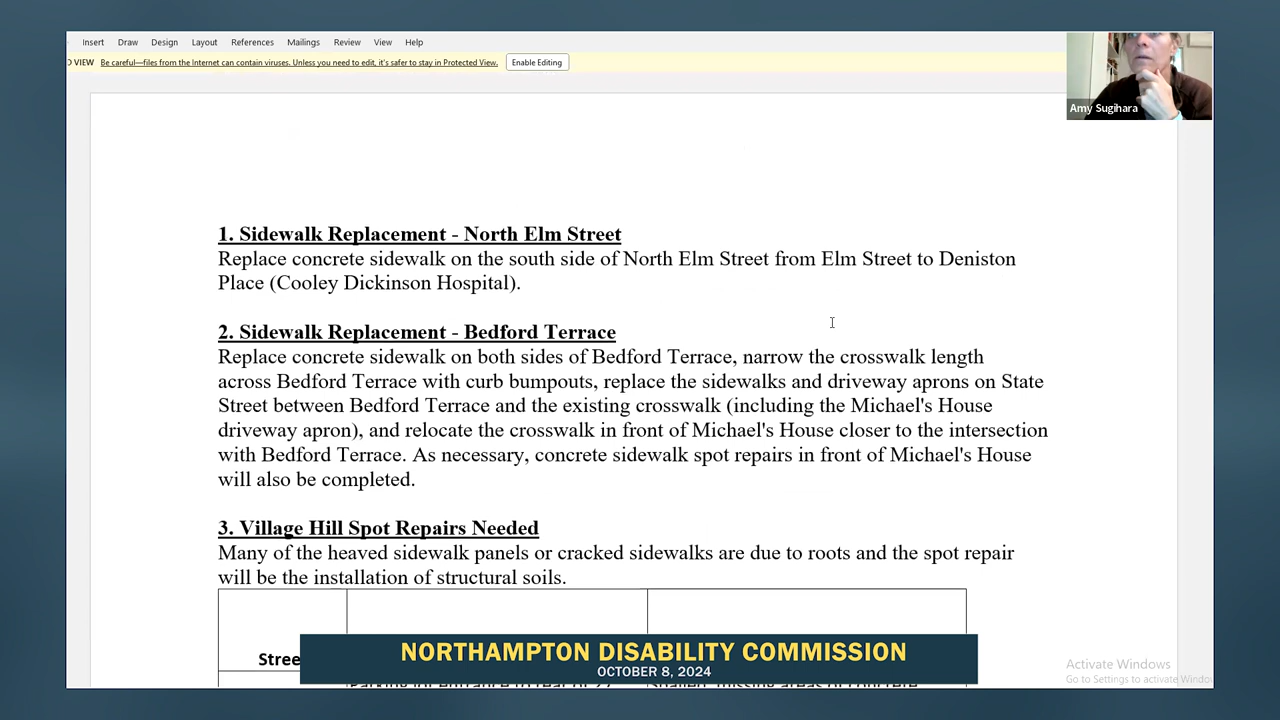 Insert Draw Design Layout References Mailings Review View Help
VIEW Be careful—files from the Internet can contain viruses. Unless you need to edit, it's safer to stay in Protected View. Enable Editing
Amy Sugihara
1. Sidewalk Replacement - North Elm Street
Replace concrete sidewalk on the south side of North Elm Street from Elm Street to Deniston
Place (Cooley Dickinson Hospital).
2. Sidewalk Replacement - Bedford Terrace
Replace concrete sidewalk on both sides of Bedford Terrace, narrow the crosswalk length
across Bedford Terrace with curb bumpouts, replace the sidewalks and driveway aprons on State
Street between Bedford Terrace and the existing crosswalk (including the Michael's House
driveway apron), and relocate the crosswalk in front of Michael's House closer to the intersection
with Bedford Terrace. As necessary, concrete sidewalk spot repairs in front of Michael's House
will also be completed.
3. Village Hill Spot Repairs Needed
Many of the heaved sidewalk panels or cracked sidewalks are due to roots and the spot repair
will be the installation of structural soils.
Stree
NORTHAMPTON DISABILITY COMMISSION
OCTOBER 8, 2024
Activate Windows
Go to Settings to activate Windo